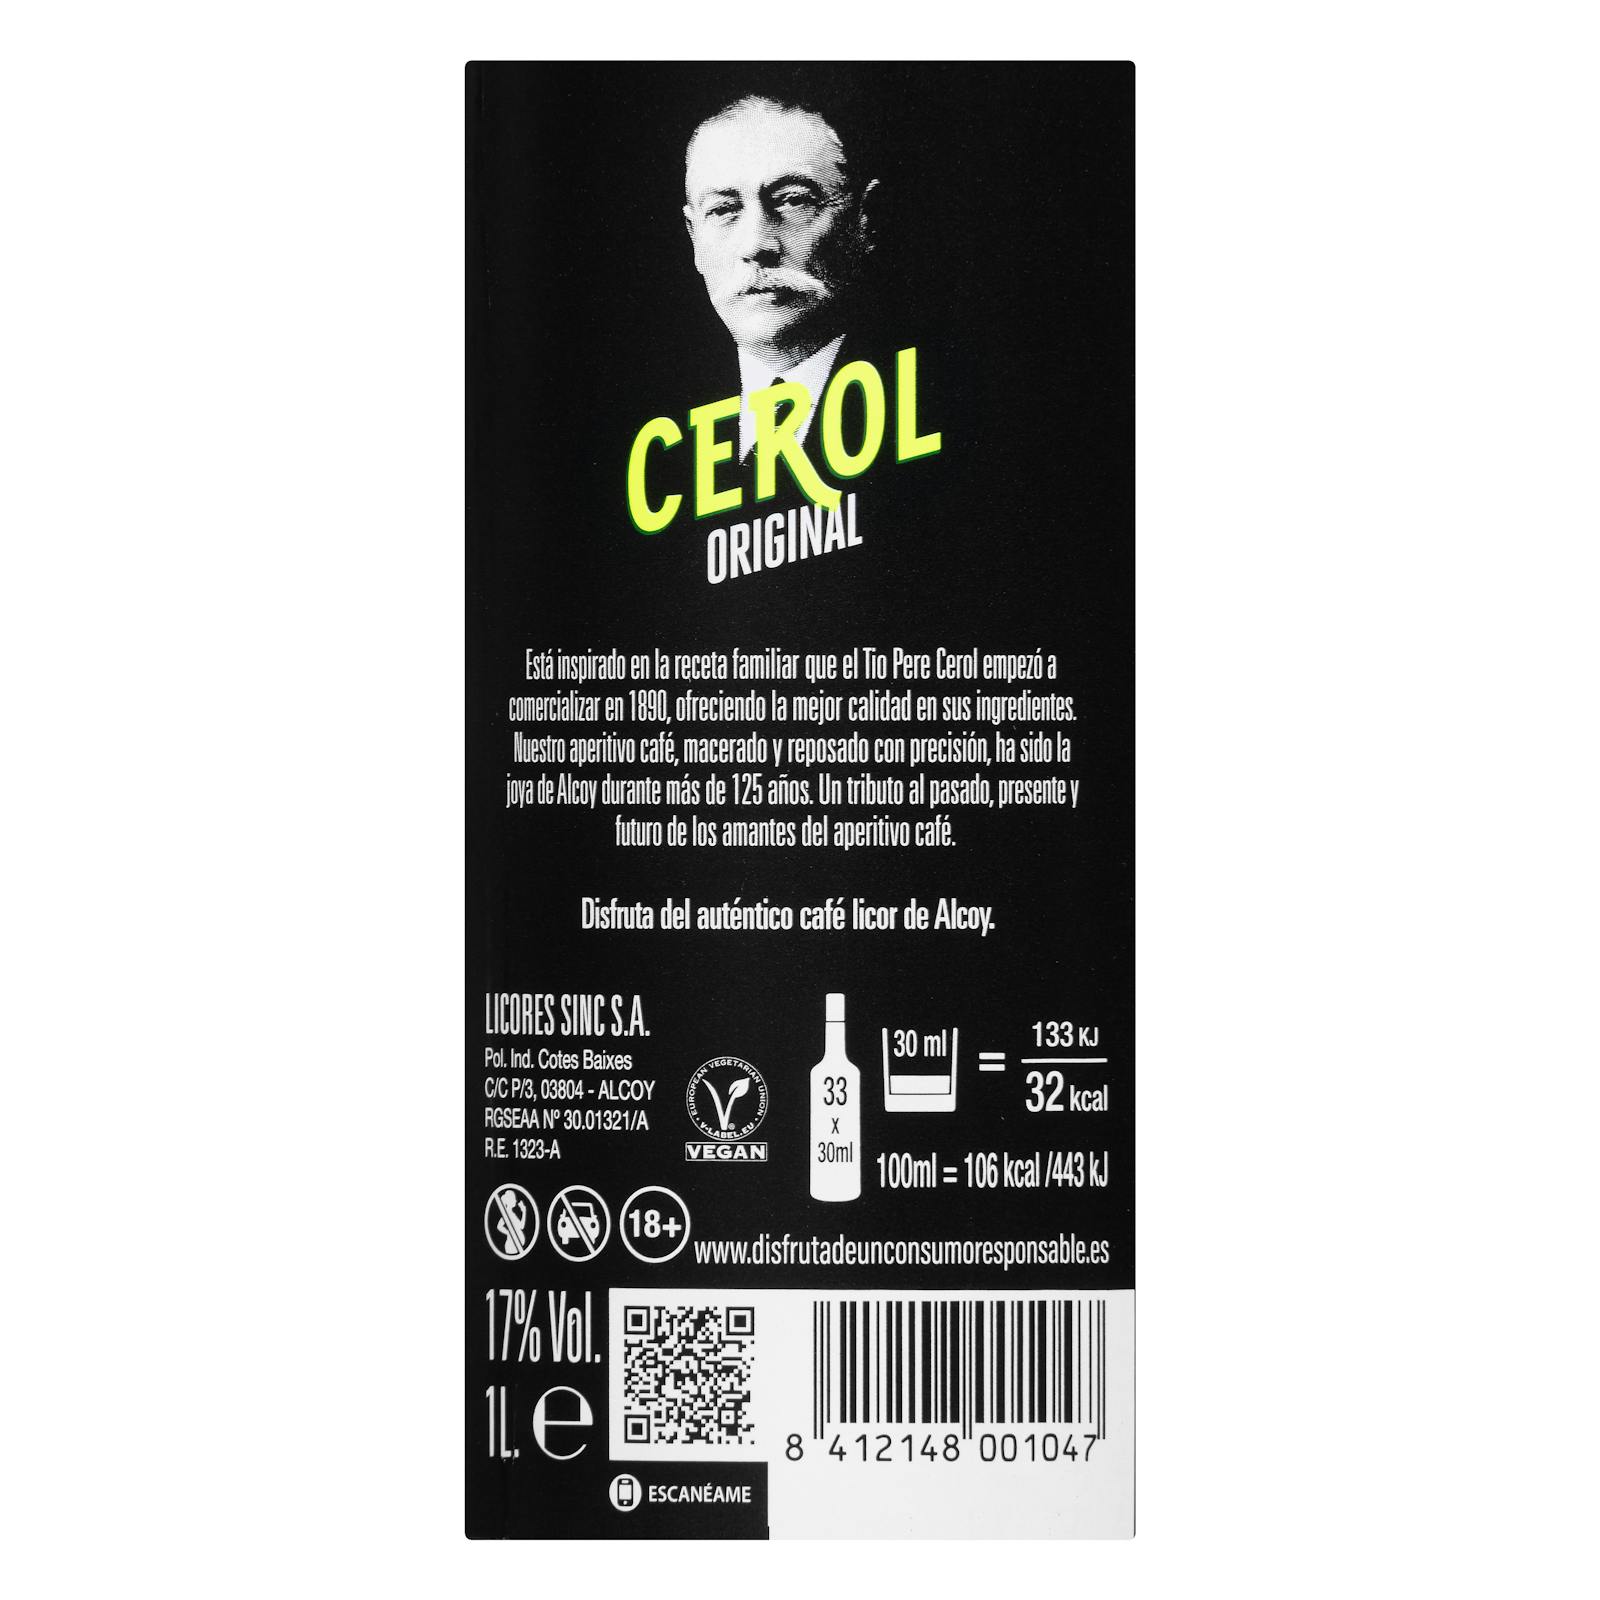 CEROL
ORIGINAL
Está inspirado en la receta familiar que el Tio Pere Cerol empezó a
comercializar en 1890, ofreciendo la mejor calidad en sus ingredientes.
Nuestro aperitivo café, macerado y reposado con precisión, ha sido la
joya de Alcoy durante más de 125 años. Un tributo al pasado, presente y
futuro de los amantes del aperitivo café.
Disfruta del auténtico café licor de Alcoy.
LICORES SINC S.A.
Pol. Ind. Cotes Baixes
C/C P/3, 03804 - ALCOY
RGSEAA Nº 30.01321/A
R.E. 1323-A
EUROPEAN VEGETARIAN UNION
V-LABEL.EU
VEGAN
33
x
30ml
30 ml
=
133 KJ
32 kcal
100ml = 106 kcal /443 kJ
18+
www.disfrutadeunconsumoresponsable.es
17% Vol.
1L. e
ESCANÉAME
8 412148 001047